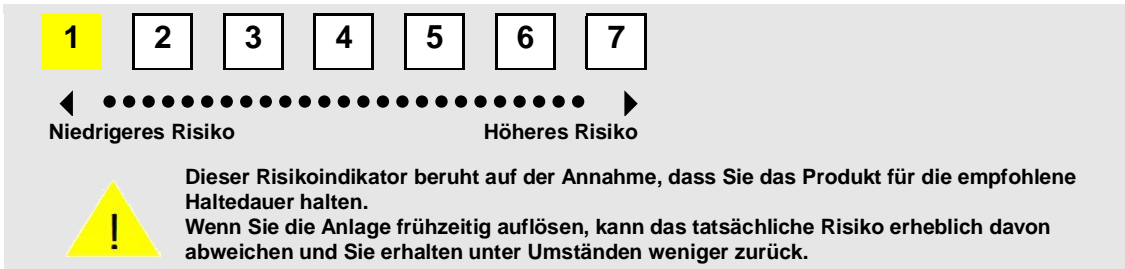 1 2 3 4 5 6 7
Niedrigeres Risiko Höheres Risiko
Dieser Risikoindikator beruht auf der Annahme, dass Sie das Produkt für die empfohlene
Haltedauer halten.
Wenn Sie die Anlage frühzeitig auflösen, kann das tatsächliche Risiko erheblich davon
abweichen und Sie erhalten unter Umständen weniger zurück.
!